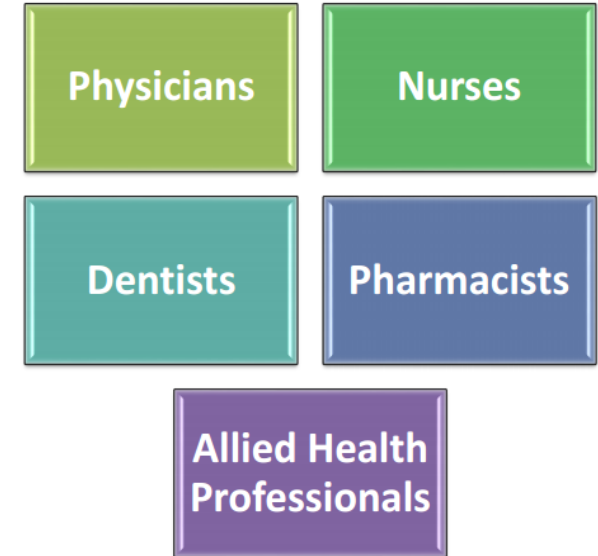 Physicians
Nurses
Dentists
Pharmacists
Allied Health
Professionals